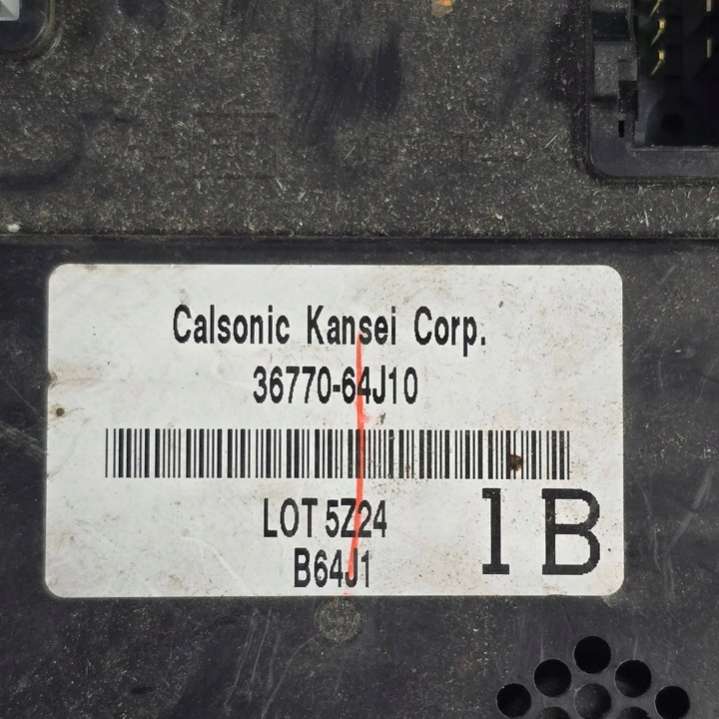 Calsonic Kansei Corp.
36770-64J10
LOT 5Z24
B64J1
1B